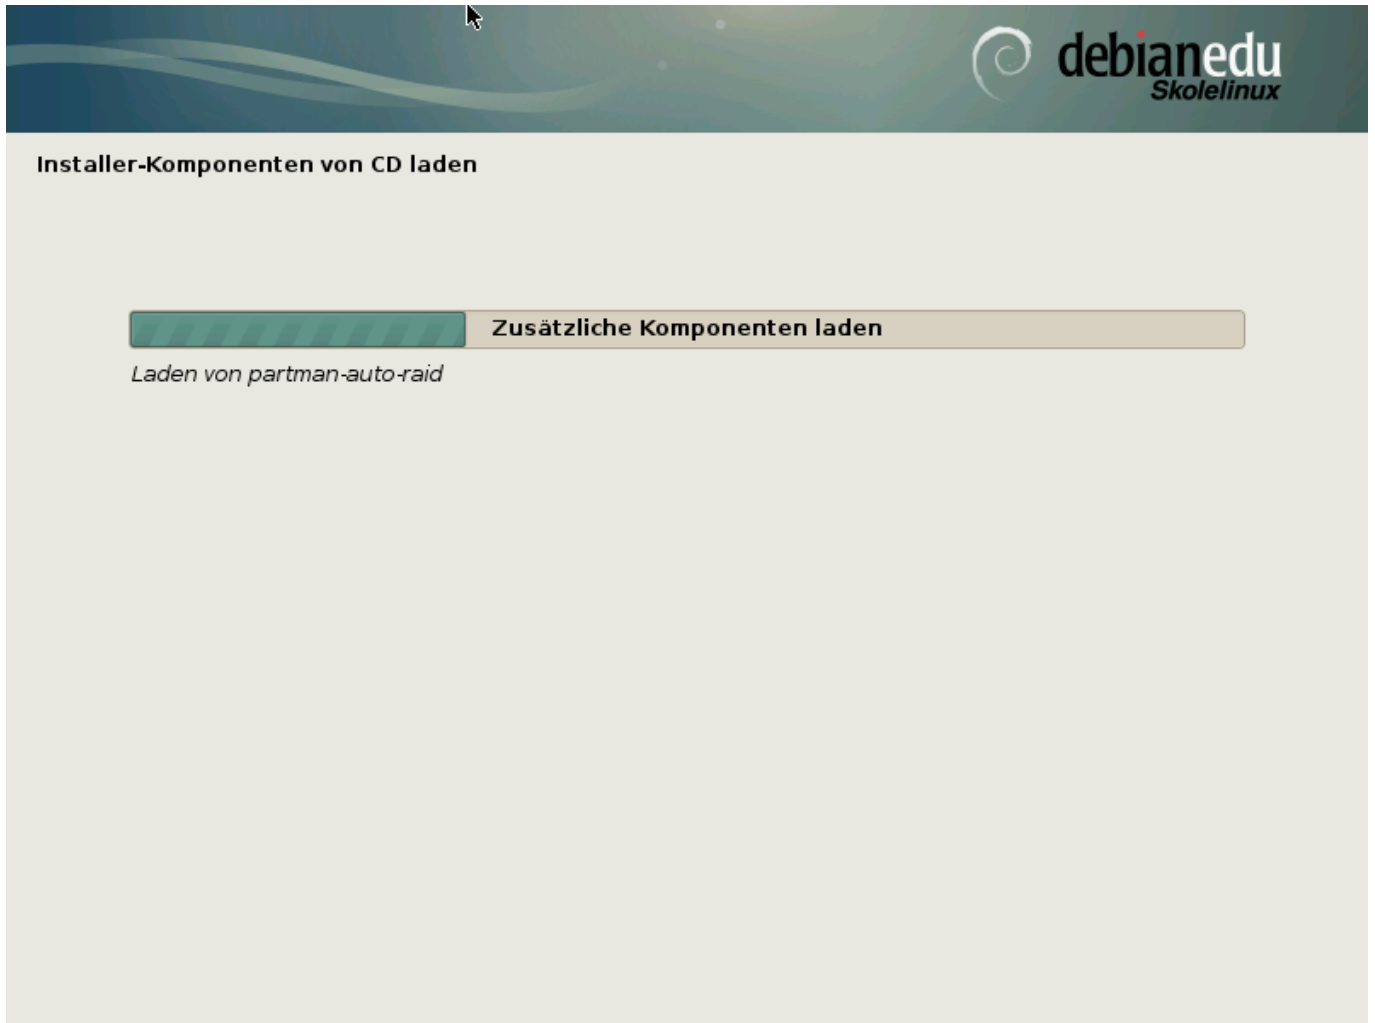 debianedu
Skolelinux
Installer-Komponenten von CD laden
Zusätzliche Komponenten laden
Laden von partman-auto-raid